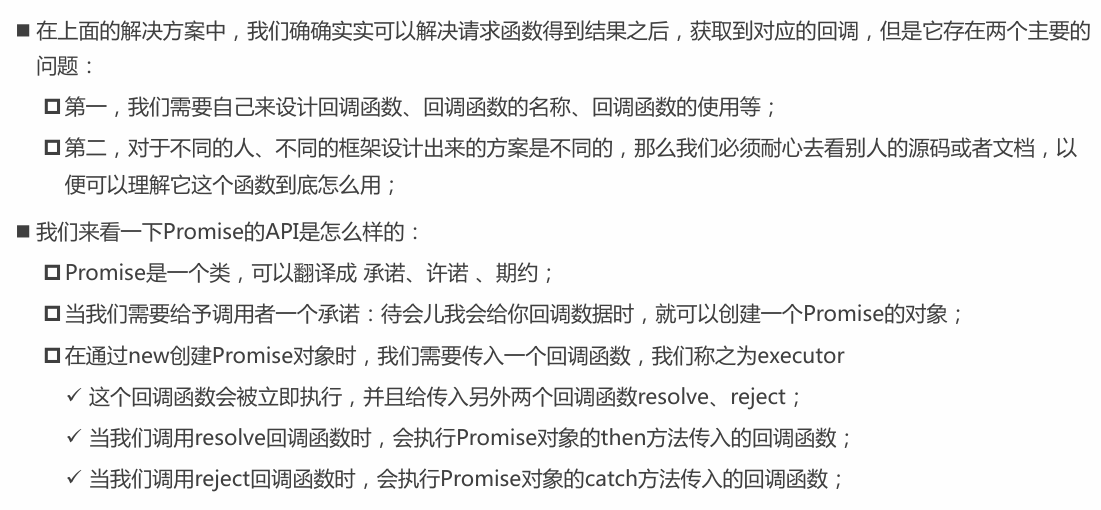 ■ 在上面的解决方案中，我们确确实实可以解决请求函数得到结果之后，获取到对应的回调，但是它存在两个主要的
问题：
第一，我们需要自己来设计回调函数、回调函数的名称、回调函数的使用等；
第二，对于不同的人、不同的框架设计出来的方案是不同的，那么我们必须耐心去看别人的源码或者文档，以
便可以理解它这个函数到底怎么用；
■ 我们来看一下Promise的API是怎么样的：
Promise是一个类，可以翻译成 承诺、许诺 、期约；
当我们需要给予调用者一个承诺：待会儿我会给你回调数据时，就可以创建一个Promise的对象；
在通过new创建Promise对象时，我们需要传入一个回调函数，我们称之为executor
✓ 这个回调函数会被立即执行，并且给传入另外两个回调函数resolve、reject；
✓ 当我们调用resolve回调函数时，会执行Promise对象的then方法传入的回调函数；
✓ 当我们调用reject回调函数时，会执行Promise对象的catch方法传入的回调函数；